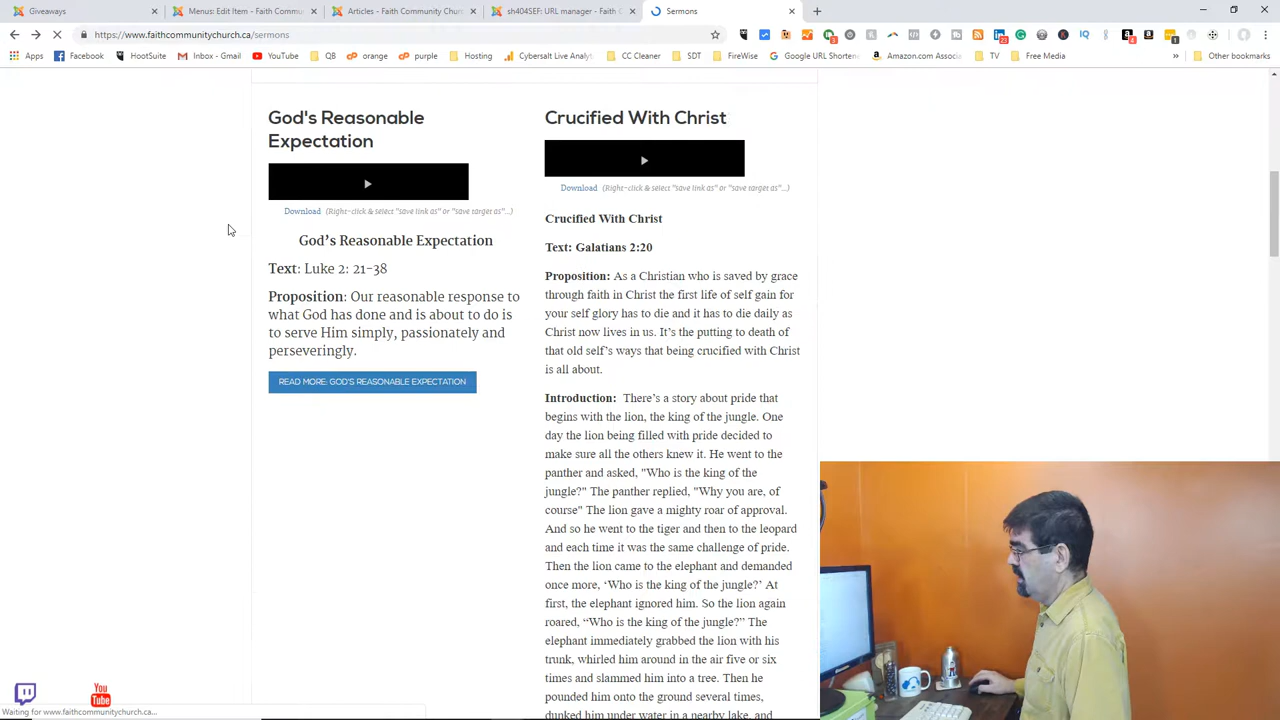 Giveaways
Menus: Edit Item - Faith Communit
Articles - Faith Community Churc
sh404SEF: URL manager - Faith C
Sermons
https://www.faithcommunitychurch.ca/sermons
Apps
Facebook
HootSuite
Inbox - Gmail
YouTube
QB
orange
purple
Hosting
Cybersalt Live Analyt
CC Cleaner
SDT
FireWise
Google URL Shortene
Amazon.com Associa
TV
Free Media
»
Other bookmarks
God's Reasonable
Expectation
Download (Right-click & select "save link as" or "save target as"...)
God’s Reasonable Expectation
Text: Luke 2: 21-38
Proposition: Our reasonable response to
what God has done and is about to do is
to serve Him simply, passionately and
perseveringly.
READ MORE: GOD'S REASONABLE EXPECTATION
Crucified With Christ
Download (Right-click & select "save link as" or "save target as"...)
Crucified With Christ
Text: Galatians 2:20
Proposition: As a Christian who is saved by grace
through faith in Christ the first life of self gain for
your self glory has to die and it has to die daily as
Christ now lives in us. It’s the putting to death of
that old self’s ways that being crucified with Christ
is all about.
Introduction: There’s a story about pride that
begins with the lion, the king of the jungle. One
day the lion being filled with pride decided to
make sure all the others knew it. He went to the
panther and asked, "Who is the king of the
jungle?" The panther replied, "Why you are, of
course" The lion gave a mighty roar of approval.
And so he went to the tiger and then to the leopard
and each time it was the same challenge of pride.
Then the lion came to the elephant and demanded
once more, ‘Who is the king of the jungle?’ At
first, the elephant ignored him. So the lion again
roared, “Who is the king of the jungle?” The
elephant immediately grabbed the lion with his
trunk, whirled him around in the air five or six
times and slammed him into a tree. Then he
pounded him onto the ground several times,
dunked him under water in a nearby lake, and
You
Tube
Waiting for www.faithcommunitychurch.ca...